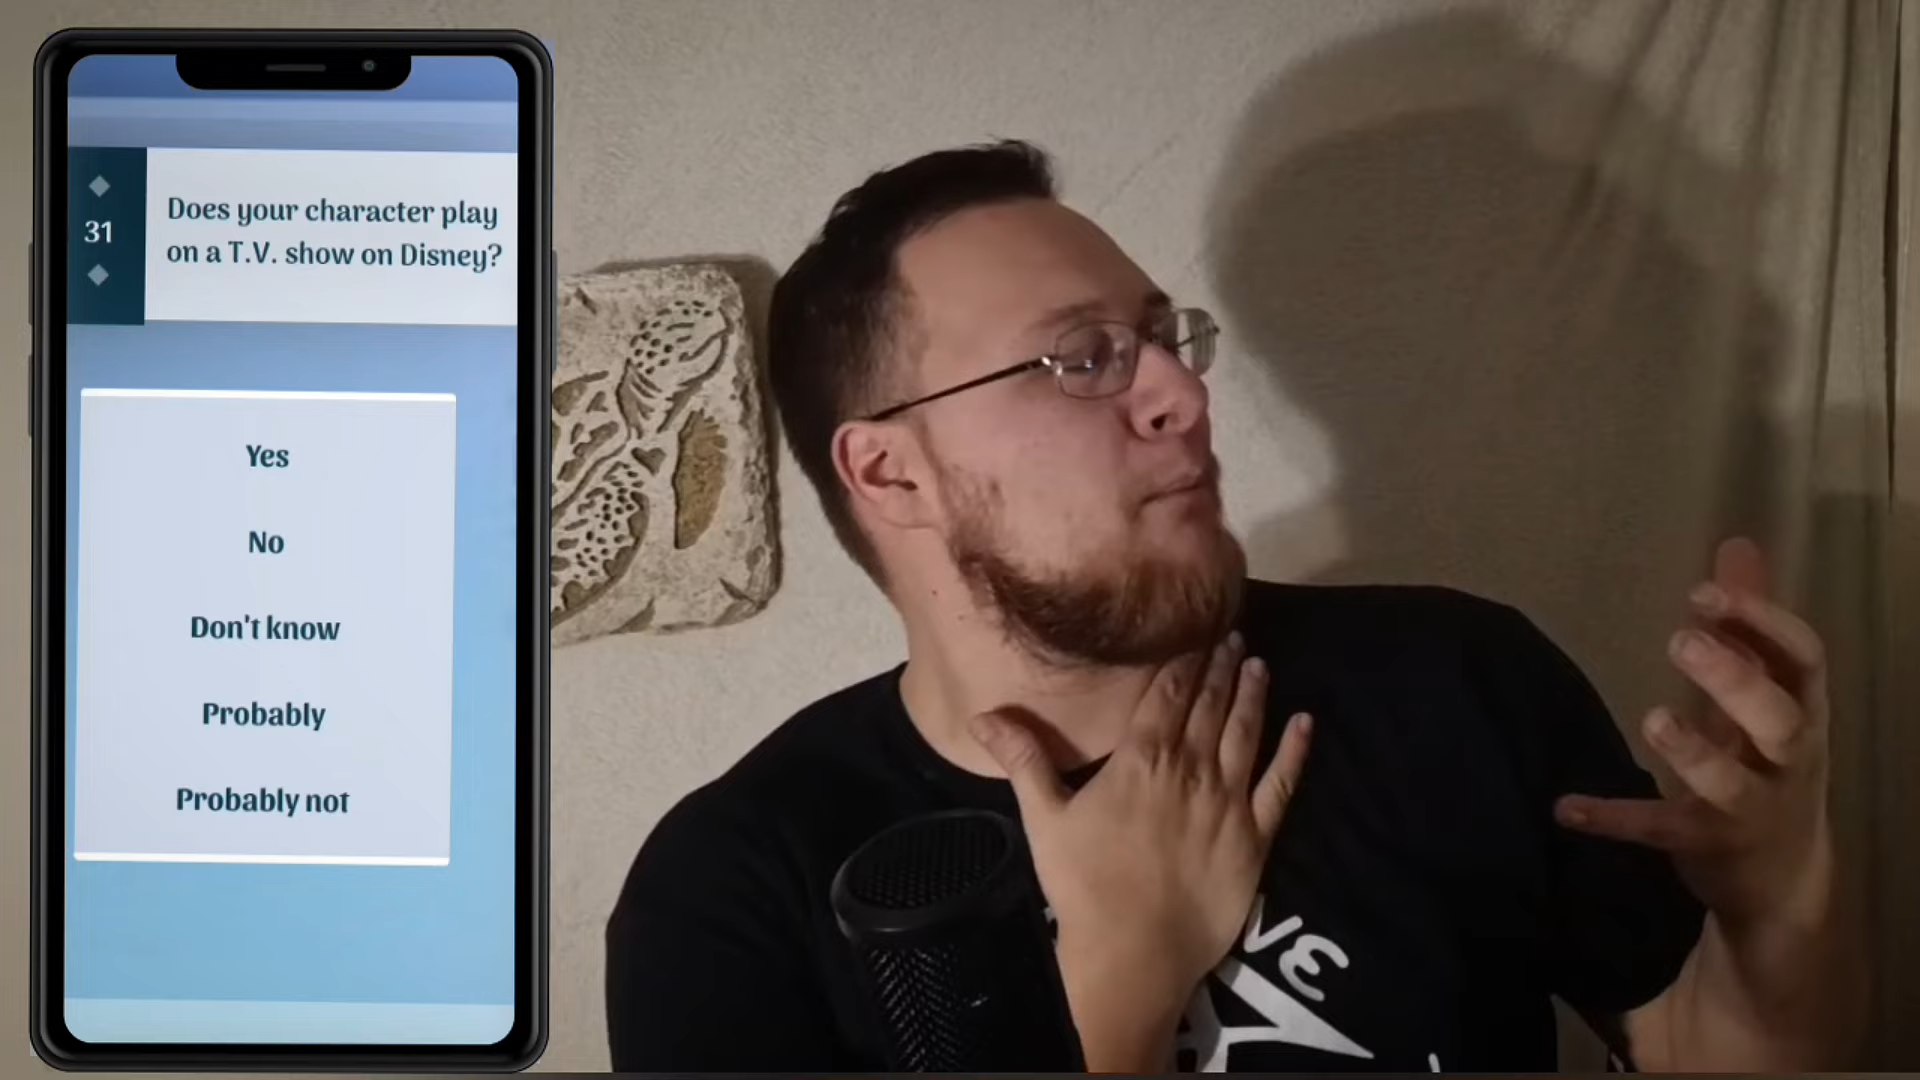 31
Does your character play
on a T.V. show on Disney?
Yes
No
Don't know
Probably
Probably not